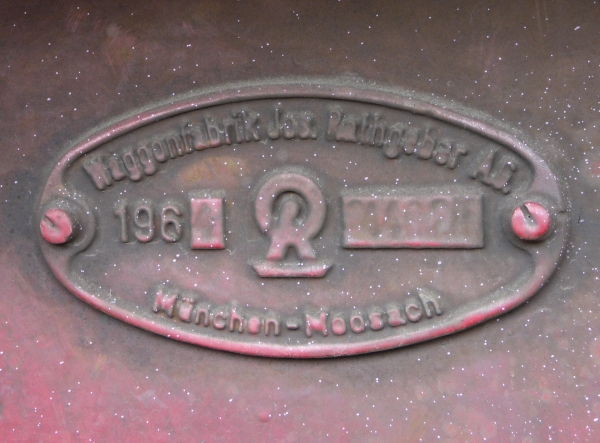 Waggonfabrik Jos. Rathgeber AG.
196
R
München-Moosach